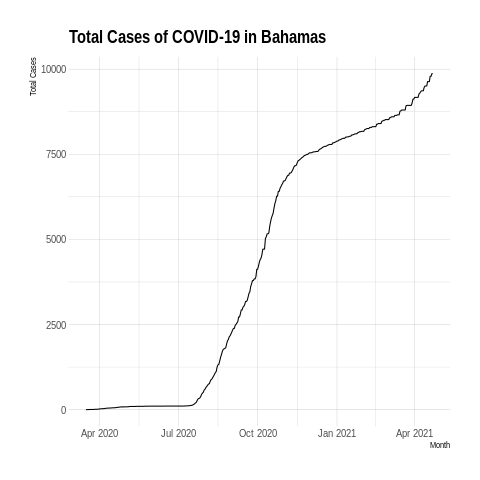 Total Cases of COVID-19 in Bahamas
Total Cases
10000
7500
5000
2500
0
Apr 2020 Jul 2020 Oct 2020 Jan 2021 Apr 2021
Month